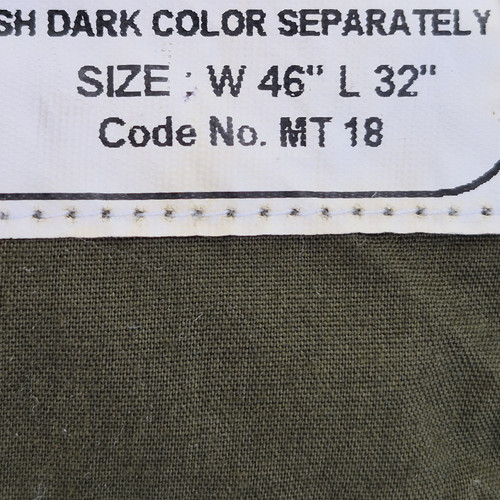 SH DARK COLOR SEPARATELY
SIZE : W 46" L 32"
Code No. MT 18